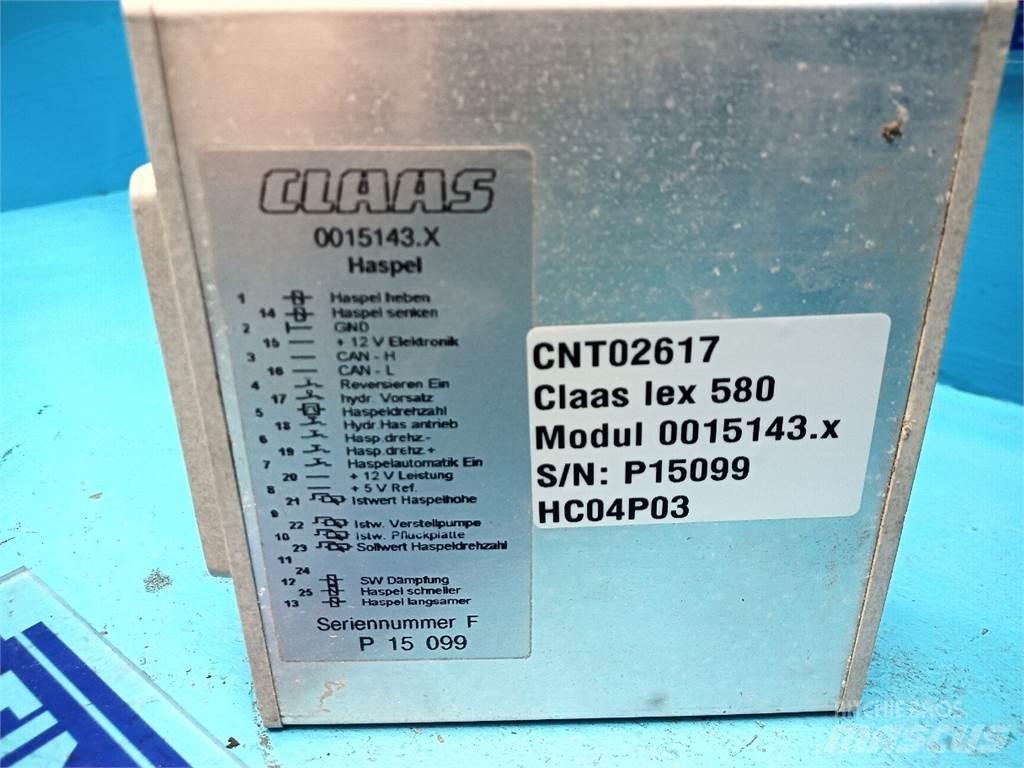 CLAAS
0015143.X
Haspel
1 Haspel heben
14 Haspel senken
2 GND
15 + 12 V Elektronik
3 CAN - H
16 CAN - L
4 Reversieren Ein
17 hydr. Vorsatz
5 Haspeldrehzahl
18 Hydr.Has antrieb
6 Hasp.drehz.-
19 Hasp.drehz.+
7 Haspelautomatik Ein
20 + 12 V Leistung
8 + 5 V Ref.
21 Istwert Haspelhöhe
9
22 Istw. Verstellpumpe
10 Istw. Pflückplatte
23 Sollwert Haspeldrehzahl
11
24
12 SW Dämpfung
25 Haspel schneller
13 Haspel langsamer
Seriennummer F
P 15 099
CNT02617
Claas lex 580
Modul 0015143.x
S/N: P15099
HC04P03
RITCHIE BROS
mascus